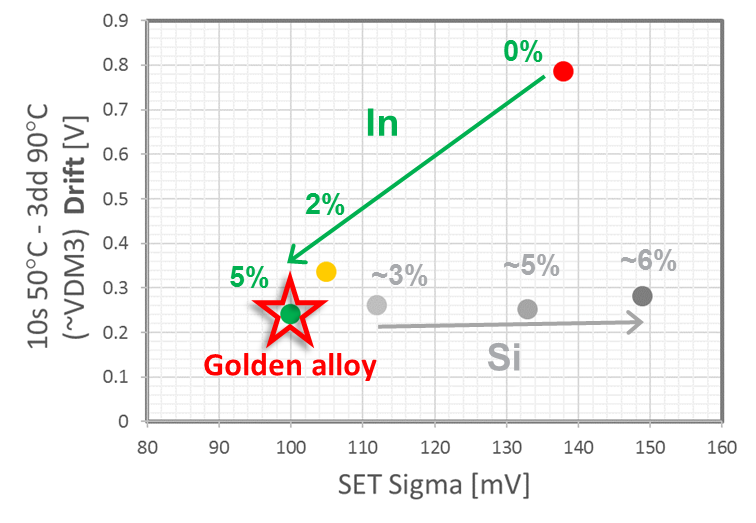 10s 50°C - 3dd 90°C
(~VDM3) Drift [V]
0.9
0.8
0.7
0.6
0.5
0.4
0.3
0.2
0.1
0
0%
In
2%
5%
~3%
~5%
~6%
Golden alloy
Si
80 90 100 110 120 130 140 150 160
SET Sigma [mV]